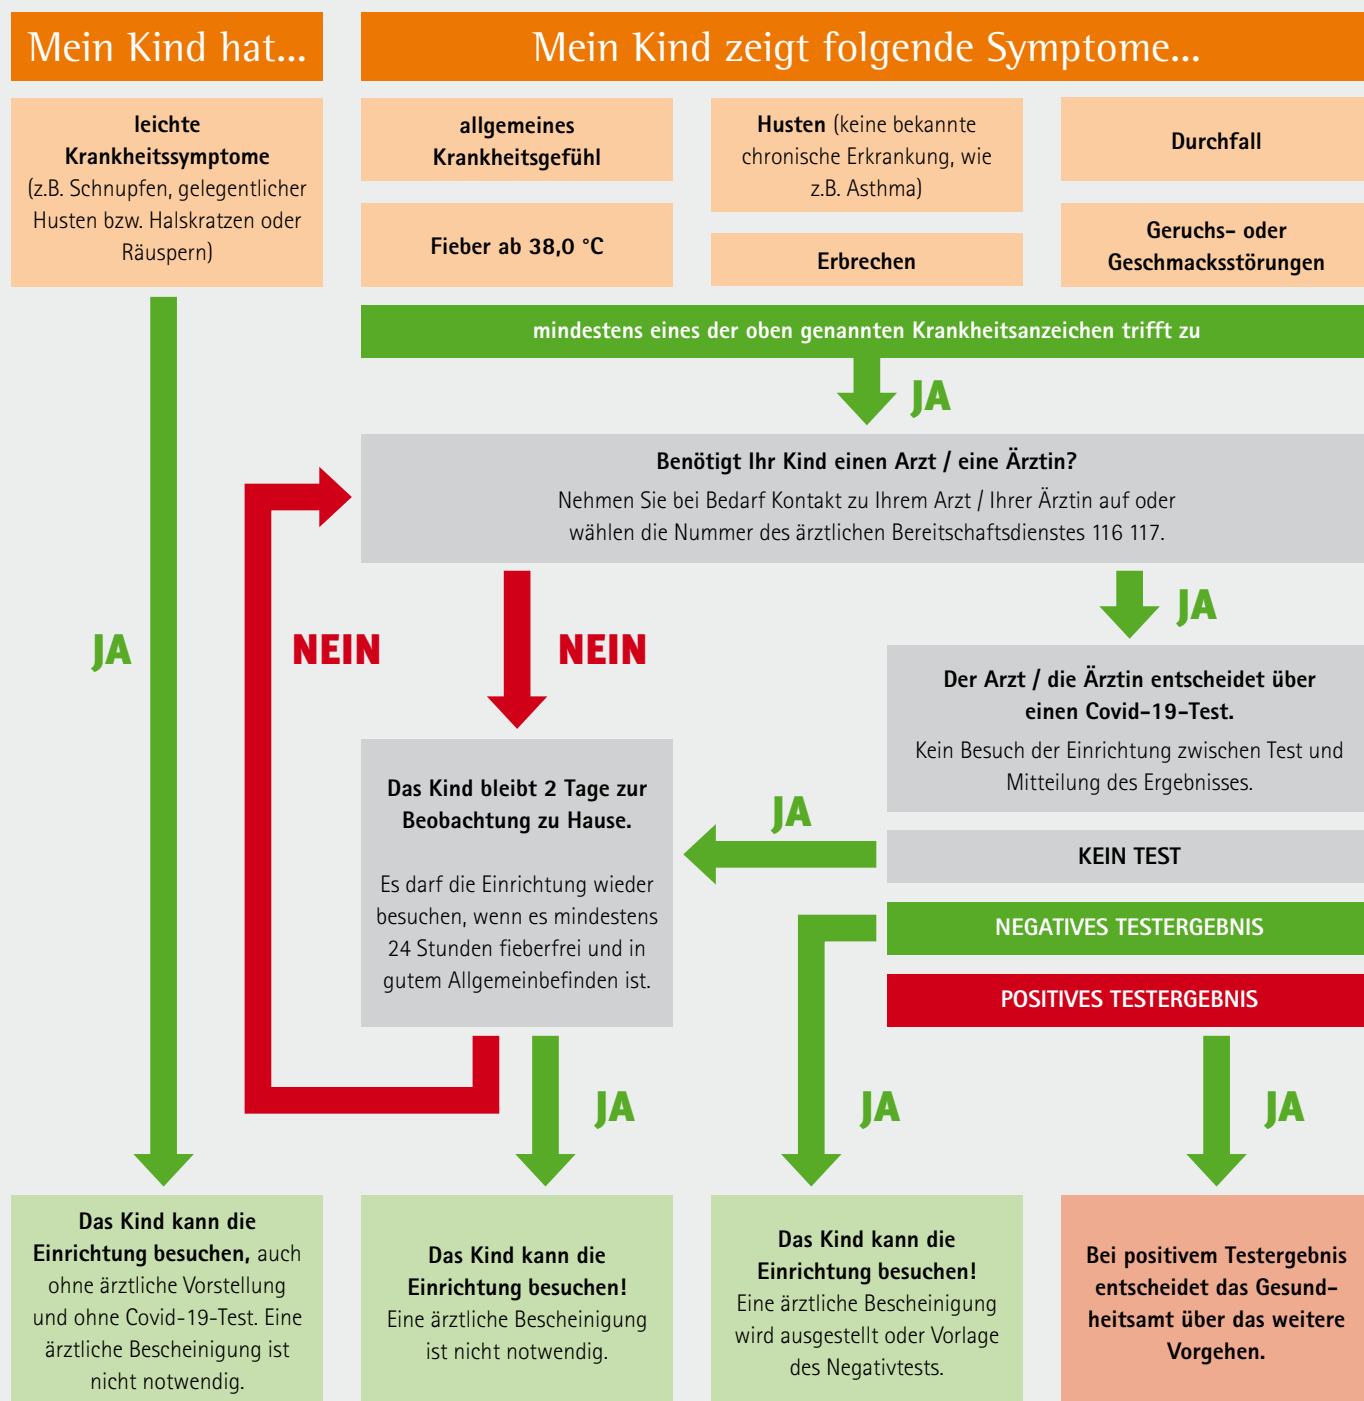 Mein Kind hat...
Mein Kind zeigt folgende Symptome...
leichte
Krankheitssymptome
(z.B. Schnupfen, gelegentlicher
Husten bzw. Halskratzen oder
Räuspern)
allgemeines
Krankheitsgefühl
Fieber ab 38,0 °C
Husten (keine bekannte
chronische Erkrankung, wie
z.B. Asthma)
Erbrechen
Durchfall
Geruchs- oder
Geschmacksstörungen
mindestens eines der oben genannten Krankheitsanzeichen trifft zu
JA
Benötigt Ihr Kind einen Arzt / eine Ärztin?
Nehmen Sie bei Bedarf Kontakt zu Ihrem Arzt / Ihrer Ärztin auf oder
wählen die Nummer des ärztlichen Bereitschaftsdienstes 116 117.
JA
NEIN
NEIN
JA
Der Arzt / die Ärztin entscheidet über
einen Covid-19-Test.
Kein Besuch der Einrichtung zwischen Test und
Mitteilung des Ergebnisses.
Das Kind bleibt 2 Tage zur
Beobachtung zu Hause.
Es darf die Einrichtung wieder
besuchen, wenn es mindestens
24 Stunden fieberfrei und in
gutem Allgemeinbefinden ist.
JA
KEIN TEST
NEGATIVES TESTERGEBNIS
POSITIVES TESTERGEBNIS
JA
JA
JA
Das Kind kann die
Einrichtung besuchen, auch
ohne ärztliche Vorstellung
und ohne Covid-19-Test. Eine
ärztliche Bescheinigung ist
nicht notwendig.
Das Kind kann die
Einrichtung besuchen!
Eine ärztliche Bescheinigung
ist nicht notwendig.
Das Kind kann die
Einrichtung besuchen!
Eine ärztliche Bescheinigung
wird ausgestellt oder Vorlage
des Negativtests.
Bei positivem Testergebnis
entscheidet das Gesund-
heitsamt über das weitere
Vorgehen.